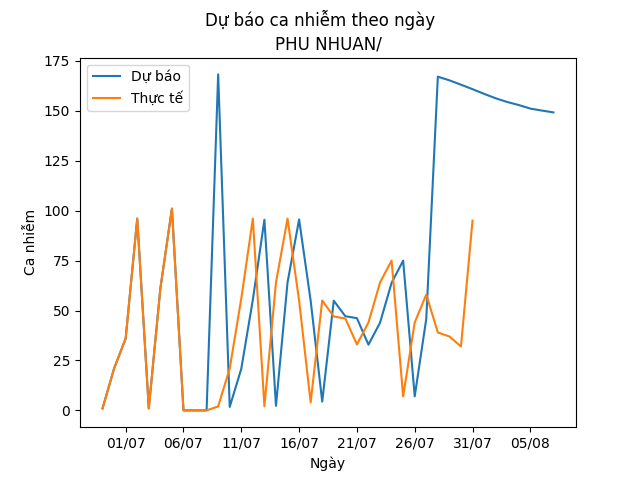 Dự báo ca nhiễm theo ngày
PHU NHUAN/
Dự báo
Thực tế
Ca nhiễm
175
150
125
100
75
50
25
0
01/07 06/07 11/07 16/07 21/07 26/07 31/07 05/08
Ngày